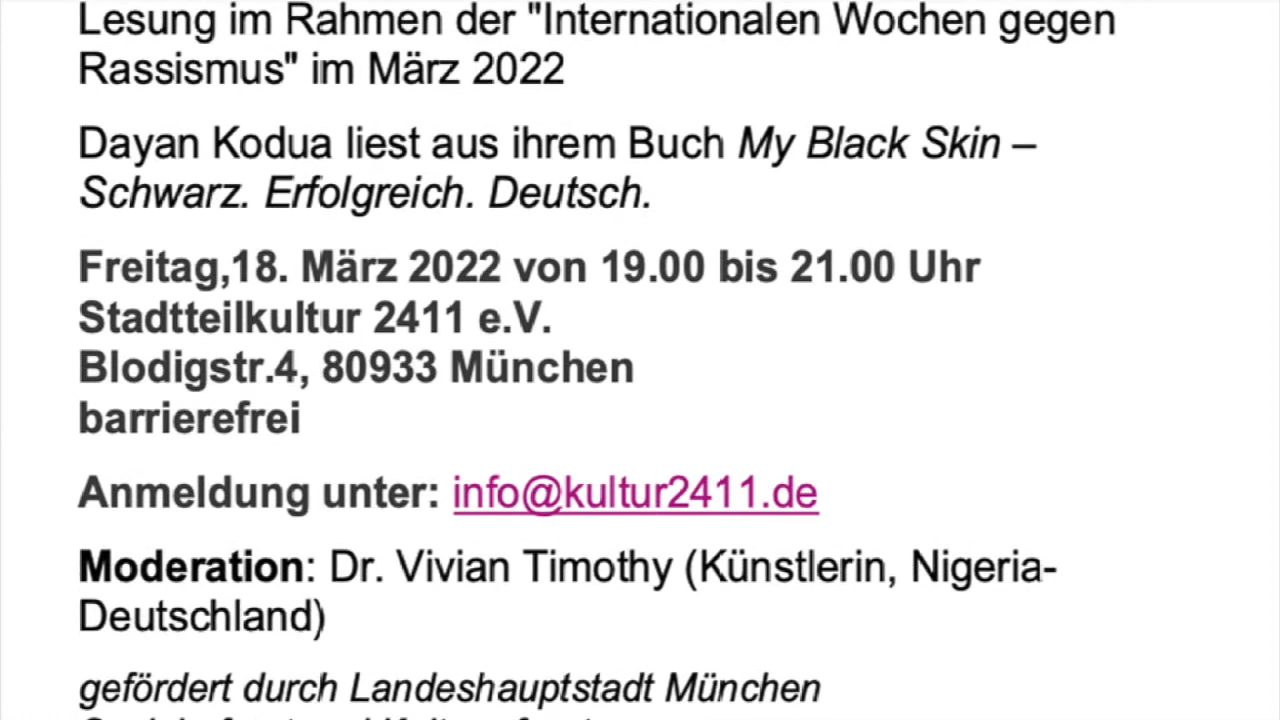 Lesung im Rahmen der "Internationalen Wochen gegen
Rassismus" im März 2022
Dayan Kodua liest aus ihrem Buch My Black Skin –
Schwarz. Erfolgreich. Deutsch.
Freitag,18. März 2022 von 19.00 bis 21.00 Uhr
Stadtteilkultur 2411 e.V.
Blodigstr.4, 80933 München
barrierefrei
Anmeldung unter: info@kultur2411.de
Moderation: Dr. Vivian Timothy (Künstlerin, Nigeria-
Deutschland)
gefördert durch Landeshauptstadt München